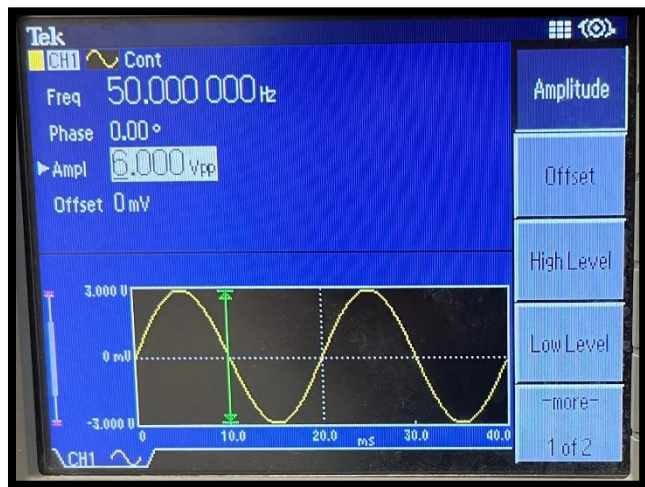 Tek
CH1 Cont
Freq 50.000 000 Hz
Phase 0.00 °
Ampl 6.000 Vpp
Offset 0 mV
Amplitude
Offset
High Level
Low Level
-more-
1 of 2
3.000 V
0 mV
-3.000 V
0 10.0 20.0 ms 30.0 40.0
CH1